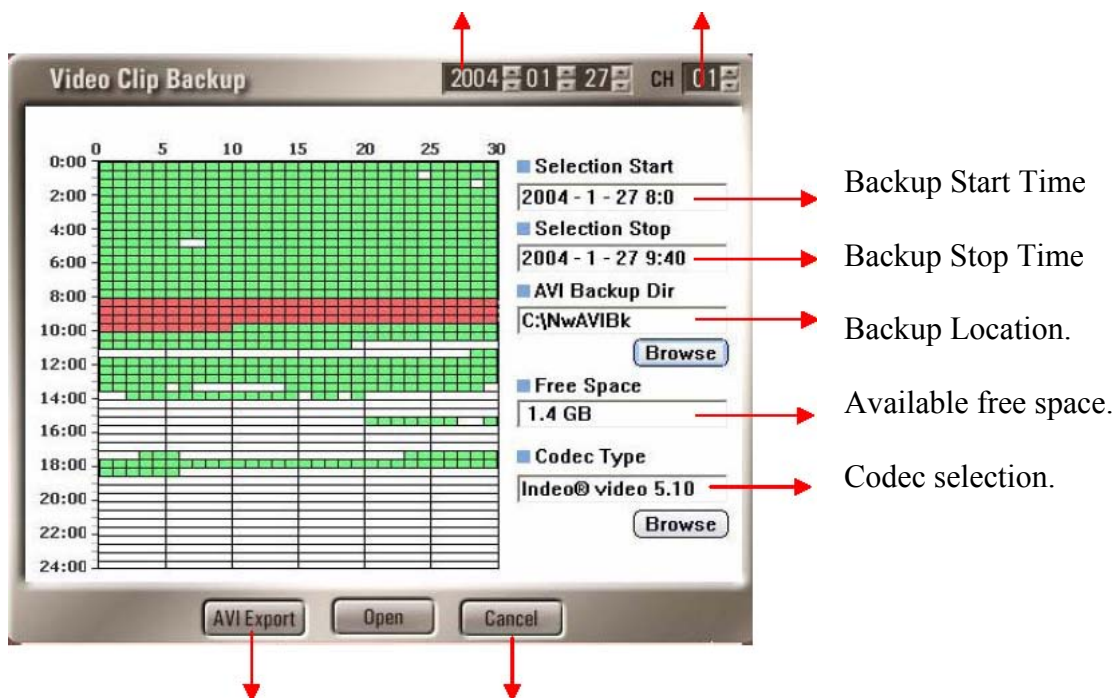 Video Clip Backup 2004 01 27 CH 01
0 5 10 15 20 25 30
0:00
2:00
4:00
6:00
8:00
10:00
12:00
14:00
16:00
18:00
20:00
22:00
24:00
Selection Start
2004 - 1 - 27 8:0
Backup Start Time
Selection Stop
2004 - 1 - 27 9:40
Backup Stop Time
AVI Backup Dir
C:\NwAVIBk
Backup Location.
Browse
Free Space
1.4 GB
Available free space.
Codec Type
Indeo® video 5.10
Codec selection.
Browse
AVI Export Open Cancel